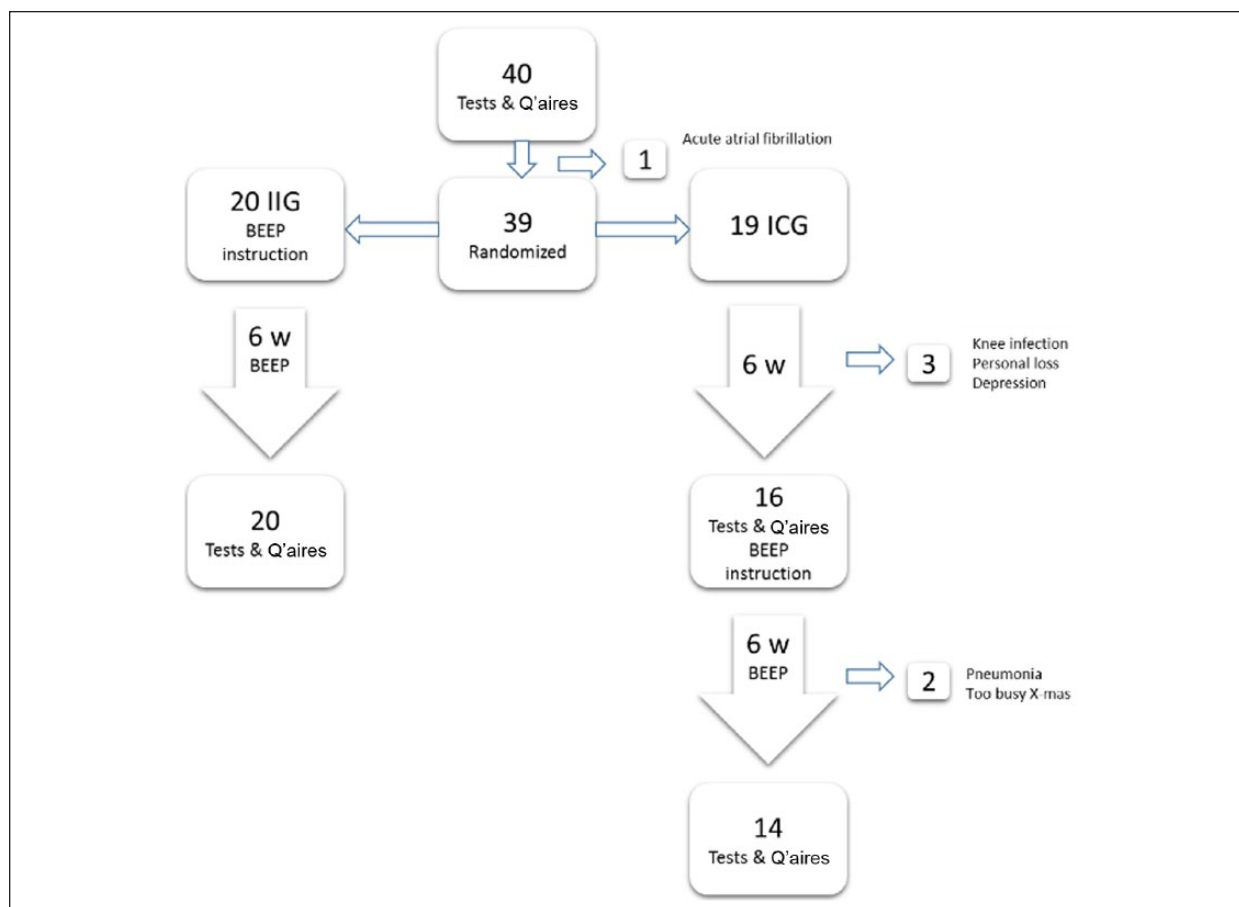 40
Tests & Q'aires
Acute atrial fibrillation
1
20 IIG
BEEP
instruction
39
Randomized
19 ICG
6 w
BEEP
6 w
3
Knee infection
Personal loss
Depression
20
Tests & Q'aires
16
Tests & Q'aires
BEEP
instruction
6 w
BEEP
2
Pneumonia
Too busy X-mas
14
Tests & Q'aires